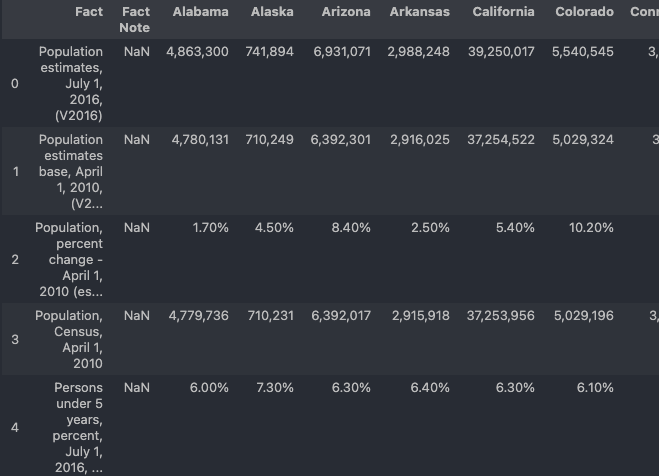 Fact Fact Note Alabama Alaska Arizona Arkansas California Colorado Conn
0 Population estimates, July 1, 2016, (V2016) NaN 4,863,300 741,894 6,931,071 2,988,248 39,250,017 5,540,545 3,
1 Population estimates base, April 1, 2010, (V2... NaN 4,780,131 710,249 6,392,301 2,916,025 37,254,522 5,029,324 3
2 Population, percent change - April 1, 2010 (es... NaN 1.70% 4.50% 8.40% 2.50% 5.40% 10.20%
3 Population, Census, April 1, 2010 NaN 4,779,736 710,231 6,392,017 2,915,918 37,253,956 5,029,196 3,
4 Persons under 5 years, percent, July 1, 2016, ... NaN 6.00% 7.30% 6.30% 6.40% 6.30% 6.10%